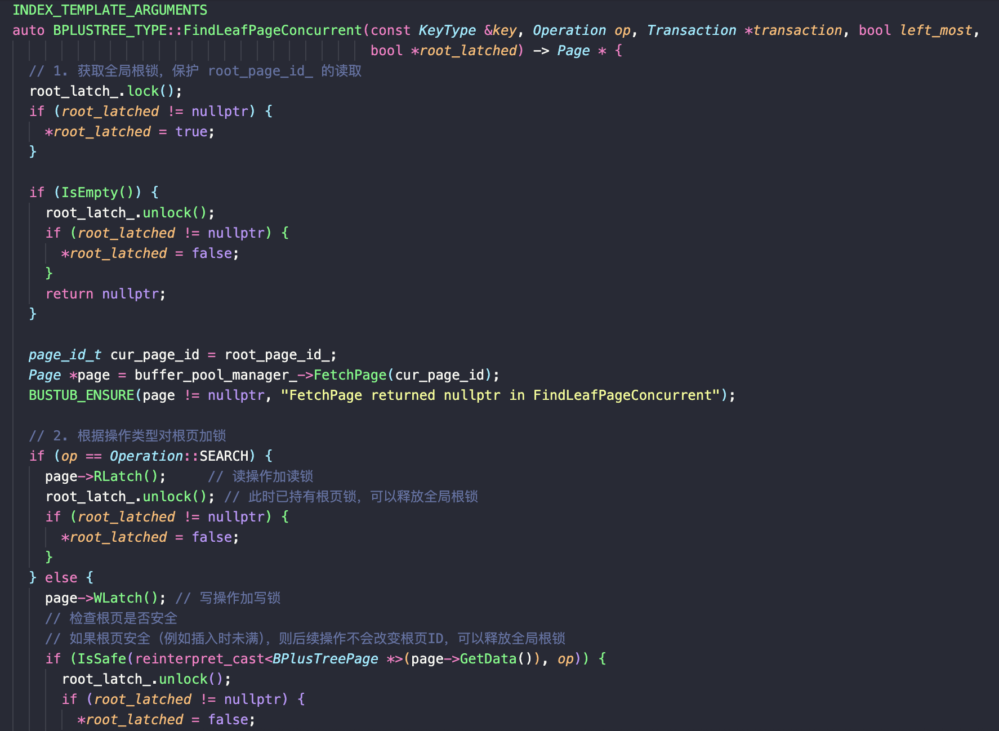 INDEX_TEMPLATE_ARGUMENTS
auto BPLUSTREE_TYPE::FindLeafPageConcurrent(const KeyType &key, Operation op, Transaction *transaction, bool left_most,
                                            bool *root_latched) -> Page * {
  // 1. 获取全局根锁，保护 root_page_id_ 的读取
  root_latch_.lock();
  if (root_latched != nullptr) {
    *root_latched = true;
  }

  if (IsEmpty()) {
    root_latch_.unlock();
    if (root_latched != nullptr) {
      *root_latched = false;
    }
    return nullptr;
  }

  page_id_t cur_page_id = root_page_id_;
  Page *page = buffer_pool_manager_->FetchPage(cur_page_id);
  BUSTUB_ENSURE(page != nullptr, "FetchPage returned nullptr in FindLeafPageConcurrent");

  // 2. 根据操作类型对根页加锁
  if (op == Operation::SEARCH) {
    page->RLatch();     // 读操作加读锁
    root_latch_.unlock(); // 此时已持有根页锁，可以释放全局根锁
    if (root_latched != nullptr) {
      *root_latched = false;
    }
  } else {
    page->WLatch(); // 写操作加写锁
    // 检查根页是否安全
    // 如果根页安全（例如插入时未满），则后续操作不会改变根页ID，可以释放全局根锁
    if (IsSafe(reinterpret_cast<BPlusTreePage *>(page->GetData()), op)) {
      root_latch_.unlock();
      if (root_latched != nullptr) {
        *root_latched = false;